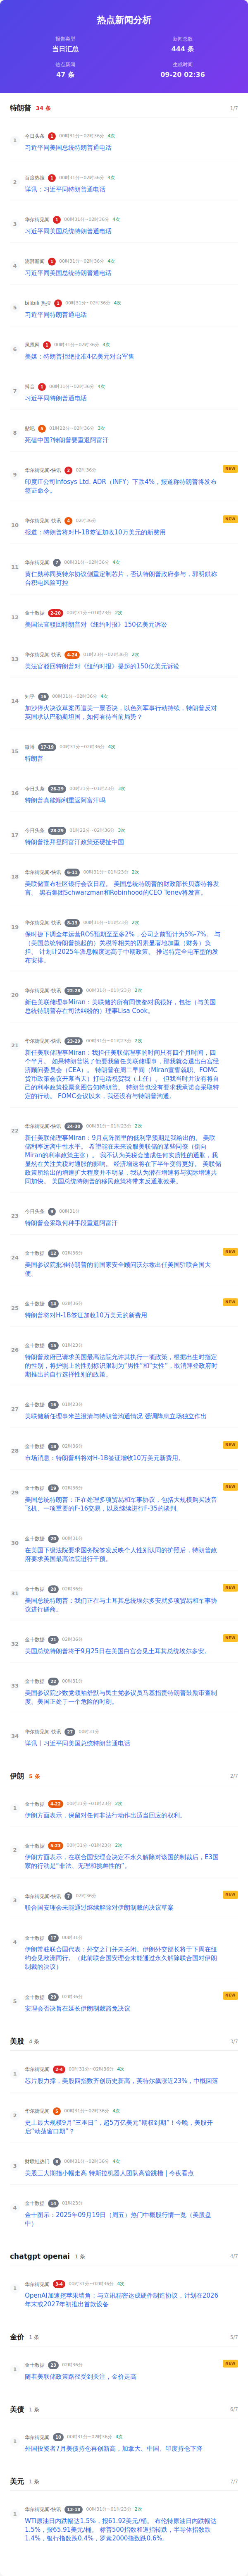 热点新闻分析
报告类型
当日汇总
新闻总数
444 条
热点新闻
47 条
生成时间
09-20 02:36
特朗普 34 条 1/7
1 今日头条 1 00时31分~02时36分 4次
习近平同美国总统特朗普通电话
2 百度热搜 1 00时31分~02时36分 4次
详讯：习近平同特朗普通电话
3 华尔街见闻 1 00时31分~02时36分 4次
习近平同美国总统特朗普通电话
4 澎湃新闻 1 00时31分~02时36分 4次
习近平同美国总统特朗普通电话
5 bilibili 热搜 1 00时31分~02时36分 4次
习近平同特朗普通电话
6 凤凰网 1 00时31分~02时36分 4次
美媒：特朗普拒绝批准4亿美元对台军售
7 抖音 1 00时31分~02时36分 4次
习近平同特朗普通电话
8 贴吧 5 01时22分~02时36分 3次
死磕中国?特朗普要重返阿富汗
9 华尔街见闻-快讯 2 02时36分 NEW
印度IT公司Infosys Ltd. ADR（INFY）下跌4%，报道称特朗普将发布
签证命令。
10 华尔街见闻-快讯 4 02时36分 NEW
报道：特朗普将对H-1B签证加收10万美元的新费用
11 华尔街见闻 7 00时31分~02时36分 4次
黄仁勋称同英特尔协议侧重定制芯片，否认特朗普政府参与，郭明錤称
台积电风险可控
12 金十数据 2-20 00时31分~01时23分 2次
美国法官驳回特朗普对《纽约时报》150亿美元诉讼
13 华尔街见闻-快讯 4-24 01时23分~02时36分 2次
美法官驳回特朗普对《纽约时报》提起的150亿美元诉讼
14 知乎 16 00时31分~02时36分 4次
加沙停火决议草案再遭美一票否决，以色列军事行动持续，特朗普反对
英国承认巴勒斯坦国，如何看待当前局势？
15 微博 17-19 00时31分~02时36分 4次
特朗普
16 今日头条 26-29 00时31分~01时23分 3次
特朗普真能顺利重返阿富汗吗
17 今日头条 28-29 01时22分~02时36分 3次
特朗普批拜登阿富汗政策还硬扯中国
18 华尔街见闻-快讯 6-11 00时31分~01时23分 2次
美联储宣布社区银行会议日程。 美国总统特朗普的财政部长贝森特将发
言。 黑石集团Schwarzman和Robinhood的CEO Tenev将发言。
19 华尔街见闻-快讯 8-13 00时31分~01时23分 2次
保时捷下调全年运营ROS预期至至多2%，公司之前预计为5%-7%。 与
（美国总统特朗普挑起的）关税等相关的因素显著地加重（财务）负
担。 计划让2025年派息幅度远高于中期政策。 推迟特定全电车型的发
布安排。
20 华尔街见闻-快讯 22-28 00时31分~01时23分 2次
新任美联储理事Miran：美联储的所有同僚都对我很好，包括（与美国
总统特朗普存在司法纠纷的）理事Lisa Cook。
21 华尔街见闻-快讯 23-29 00时31分~01时23分 2次
新任美联储理事Miran：我担任美联储理事的时间只有四个月时间，四
个半月。 如果特朗普请了他要我留任美联储理事，那我就会退出白宫经
济顾问委员会（CEA）。 特朗普在周二早间（Miran宣誓就职、FOMC
货币政策会议开幕当天）打电话祝贺我（上任）， 但我当时并没有将自
己的利率政策投票意图告知特朗普。 特朗普也没有要求我承诺会采取特
定的行动。 FOMC会议以来，我还没有与特朗普沟通。
22 华尔街见闻-快讯 24-30 00时31分~01时23分 2次
新任美联储理事Miran：9月点阵图里的低利率预期是我给出的。 美联
储利率远离中性水平。 希望能在未来说服美联储的某些同僚（倒向
Miran的利率政策主张）。 我不认为关税会造成任何实质性的通胀，我
显然在有关注关税对通胀的影响。 经济增速将在下半年变得更好。 美联储
政策所给出的增速扩大程度并不明显，我认为潜在增速将与实际增速共
同加快。 美国总统特朗普的移民政策将带来反通胀效果。
23 今日头条 9 00时31分
特朗普会采取何种手段重返阿富汗
24 金十数据 12 02时36分 NEW
美国参议院批准特朗普的前国家安全顾问沃尔兹出任美国驻联合国大
使。
25 金十数据 14 02时36分 NEW
特朗普将对H-1B签证加收10万美元的新费用
26 金十数据 15 01时23分
特朗普政府已请求美国最高法院允许其执行一项政策，根据出生时指定
的性别，将护照上的性别标识限制为“男性”和“女性”，取消拜登政府时
期推出的自行选择性别的政策。
27 金十数据 16 01时23分
美联储新任理事米兰澄清与特朗普沟通情况 强调降息立场独立作出
28 金十数据 18 02时36分 NEW
市场消息：特朗普料将对H-1B签证增收10万美元新费用。
29 金十数据 19 02时36分 NEW
美国总统特朗普：正在处理多项贸易和军事协议，包括大规模购买波音
飞机、一项重要的F-16交易，以及继续进行F-35的谈判。
30 金十数据 20 00时31分
在美国下级法院要求国务院签发反映个人性别认同的护照后，特朗普政
府要求美国最高法院进行干预。
31 金十数据 20 02时36分 NEW
美国总统特朗普：我们正在与土耳其总统埃尔多安就多项贸易和军事协
议进行磋商。
32 金十数据 21 02时36分 NEW
美国总统特朗普将于9月25日在美国白宫会见土耳其总统埃尔多安。
33 金十数据 22 00时31分
美国参议院少数党领袖舒默与民主党参议员马基指责特朗普鼓励审查制
度，美国正处于一个危险的时刻。
34 华尔街见闻-快讯 27 00时31分
详讯丨习近平同美国总统特朗普通电话
伊朗 5 条 2/7
1 金十数据 4-22 00时31分~01时23分 2次
伊朗方面表示，保留对任何非法行动作出适当回应的权利。
2 金十数据 5-23 00时31分~01时23分 2次
伊朗方面表示，在联合国安理会决定不永久解除对该国的制裁后，E3国
家的行动是“非法、无理和挑衅性的”。
3 华尔街见闻-快讯 7 02时36分 NEW
联合国安理会未能通过继续解除对伊朗制裁的决议草案
4 金十数据 17 00时31分
伊朗常驻联合国代表：外交之门并未关闭。伊朗外交部长将于下周在纽
约会见欧洲同行。（此前联合国安理会未能通过永久解除联合国对伊朗
制裁的决议）
5 金十数据 29 02时36分 NEW
安理会否决旨在延长伊朗制裁豁免决议
美股 4 条 3/7
1 华尔街见闻 2-4 00时31分~02时36分 4次
芯片股力撑，美股四指数齐创历史新高，英特尔飙涨近23%，中概回落
2 华尔街见闻 5 00时31分~02时36分 4次
史上最大规模9月“三巫日”，超5万亿美元“期权到期”！今晚，美股开
启“动荡窗口期”？
3 财联社热门 9 00时31分~02时36分 4次
美股三大期指小幅走高 特斯拉机器人团队高管跳槽 | 今夜看点
4 金十数据 14 01时23分
金十图示：2025年09月19日（周五）热门中概股行情一览（美股盘
中）
chatgpt openai 1 条 4/7
1 华尔街见闻 3-4 00时31分~02时36分 4次
OpenAI加速挖苹果墙角：与立讯精密达成硬件制造协议，计划在2026
年末或2027年初推出首款设备
金价 1 条 5/7
1 金十数据 23 02时36分 NEW
随着美联储政策路径受到关注，金价走高
美债 1 条 6/7
1 华尔街见闻 10 00时31分~02时36分 4次
外国投资者7月美债持仓再创新高，加拿大、中国、印度持仓下降
美元 1 条 7/7
1 华尔街见闻-快讯 13-18 00时31分~01时23分 2次
WTI原油日内跌幅达1.5%，报61.92美元/桶。 布伦特原油日内跌幅达
1.5%，报65.91美元/桶。 标普500指数和道指转跌，半导体指数跌
1.4%，银行指数跌0.4%，罗素2000指数跌0.6%。